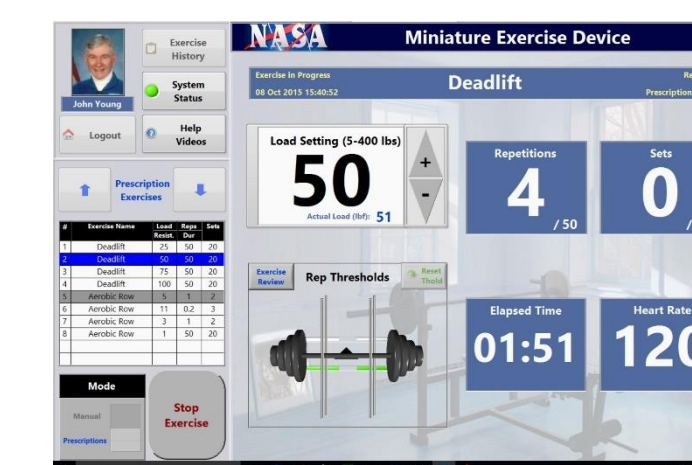 Exercise
History
System
Status
John Young
Logout
Help
Videos
Prescription
Exercises
# Exercise Name Load Resist. Reps Dur Sets
1 Deadlift 25 50 20
2 Deadlift 50 50 20
3 Deadlift 75 50 20
4 Deadlift 100 50 20
5 Aerobic Row 5 1 2
6 Aerobic Row 11 0.2 3
7 Aerobic Row 3 1 2
8 Aerobic Row 1 50 20
Mode
Manual
Prescriptions
Stop
Exercise
NASA Miniature Exercise Device
Exercise In Progress
08 Oct 2015 15:40:52
Deadlift
Re
Prescription
Load Setting (5-400 lbs)
50
+
-
Actual Load (lbf): 51
Repetitions
4
/ 50
Sets
0
/
Exercise
Review
Rep Thresholds
Reset
Thold
Elapsed Time
01:51
Heart Rate
120